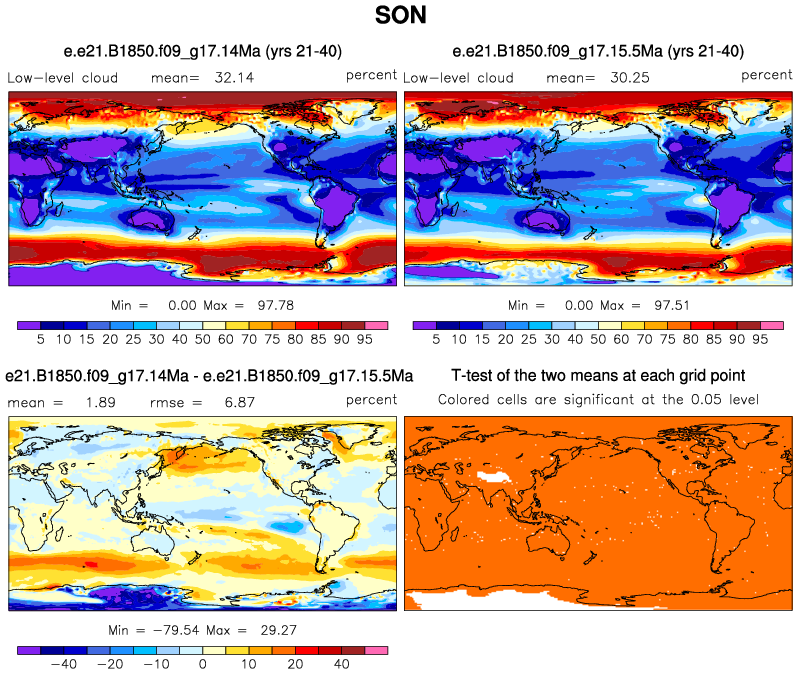 SON
e.e21.B1850.f09_g17.14Ma (yrs 21-40)
Low-level cloud mean= 32.14 percent
Min = 0.00 Max = 97.78
5 10 15 20 25 30 40 50 60 70 75 80 85 90 95
e.e21.B1850.f09_g17.15.5Ma (yrs 21-40)
Low-level cloud mean= 30.25 percent
Min = 0.00 Max = 97.51
5 10 15 20 25 30 40 50 60 70 75 80 85 90 95
e21.B1850.f09_g17.14Ma - e.e21.B1850.f09_g17.15.5Ma
mean = 1.89 rmse = 6.87 percent
Min = -79.54 Max = 29.27
-40 -20 -10 0 10 20 40
T-test of the two means at each grid point
Colored cells are significant at the 0.05 level